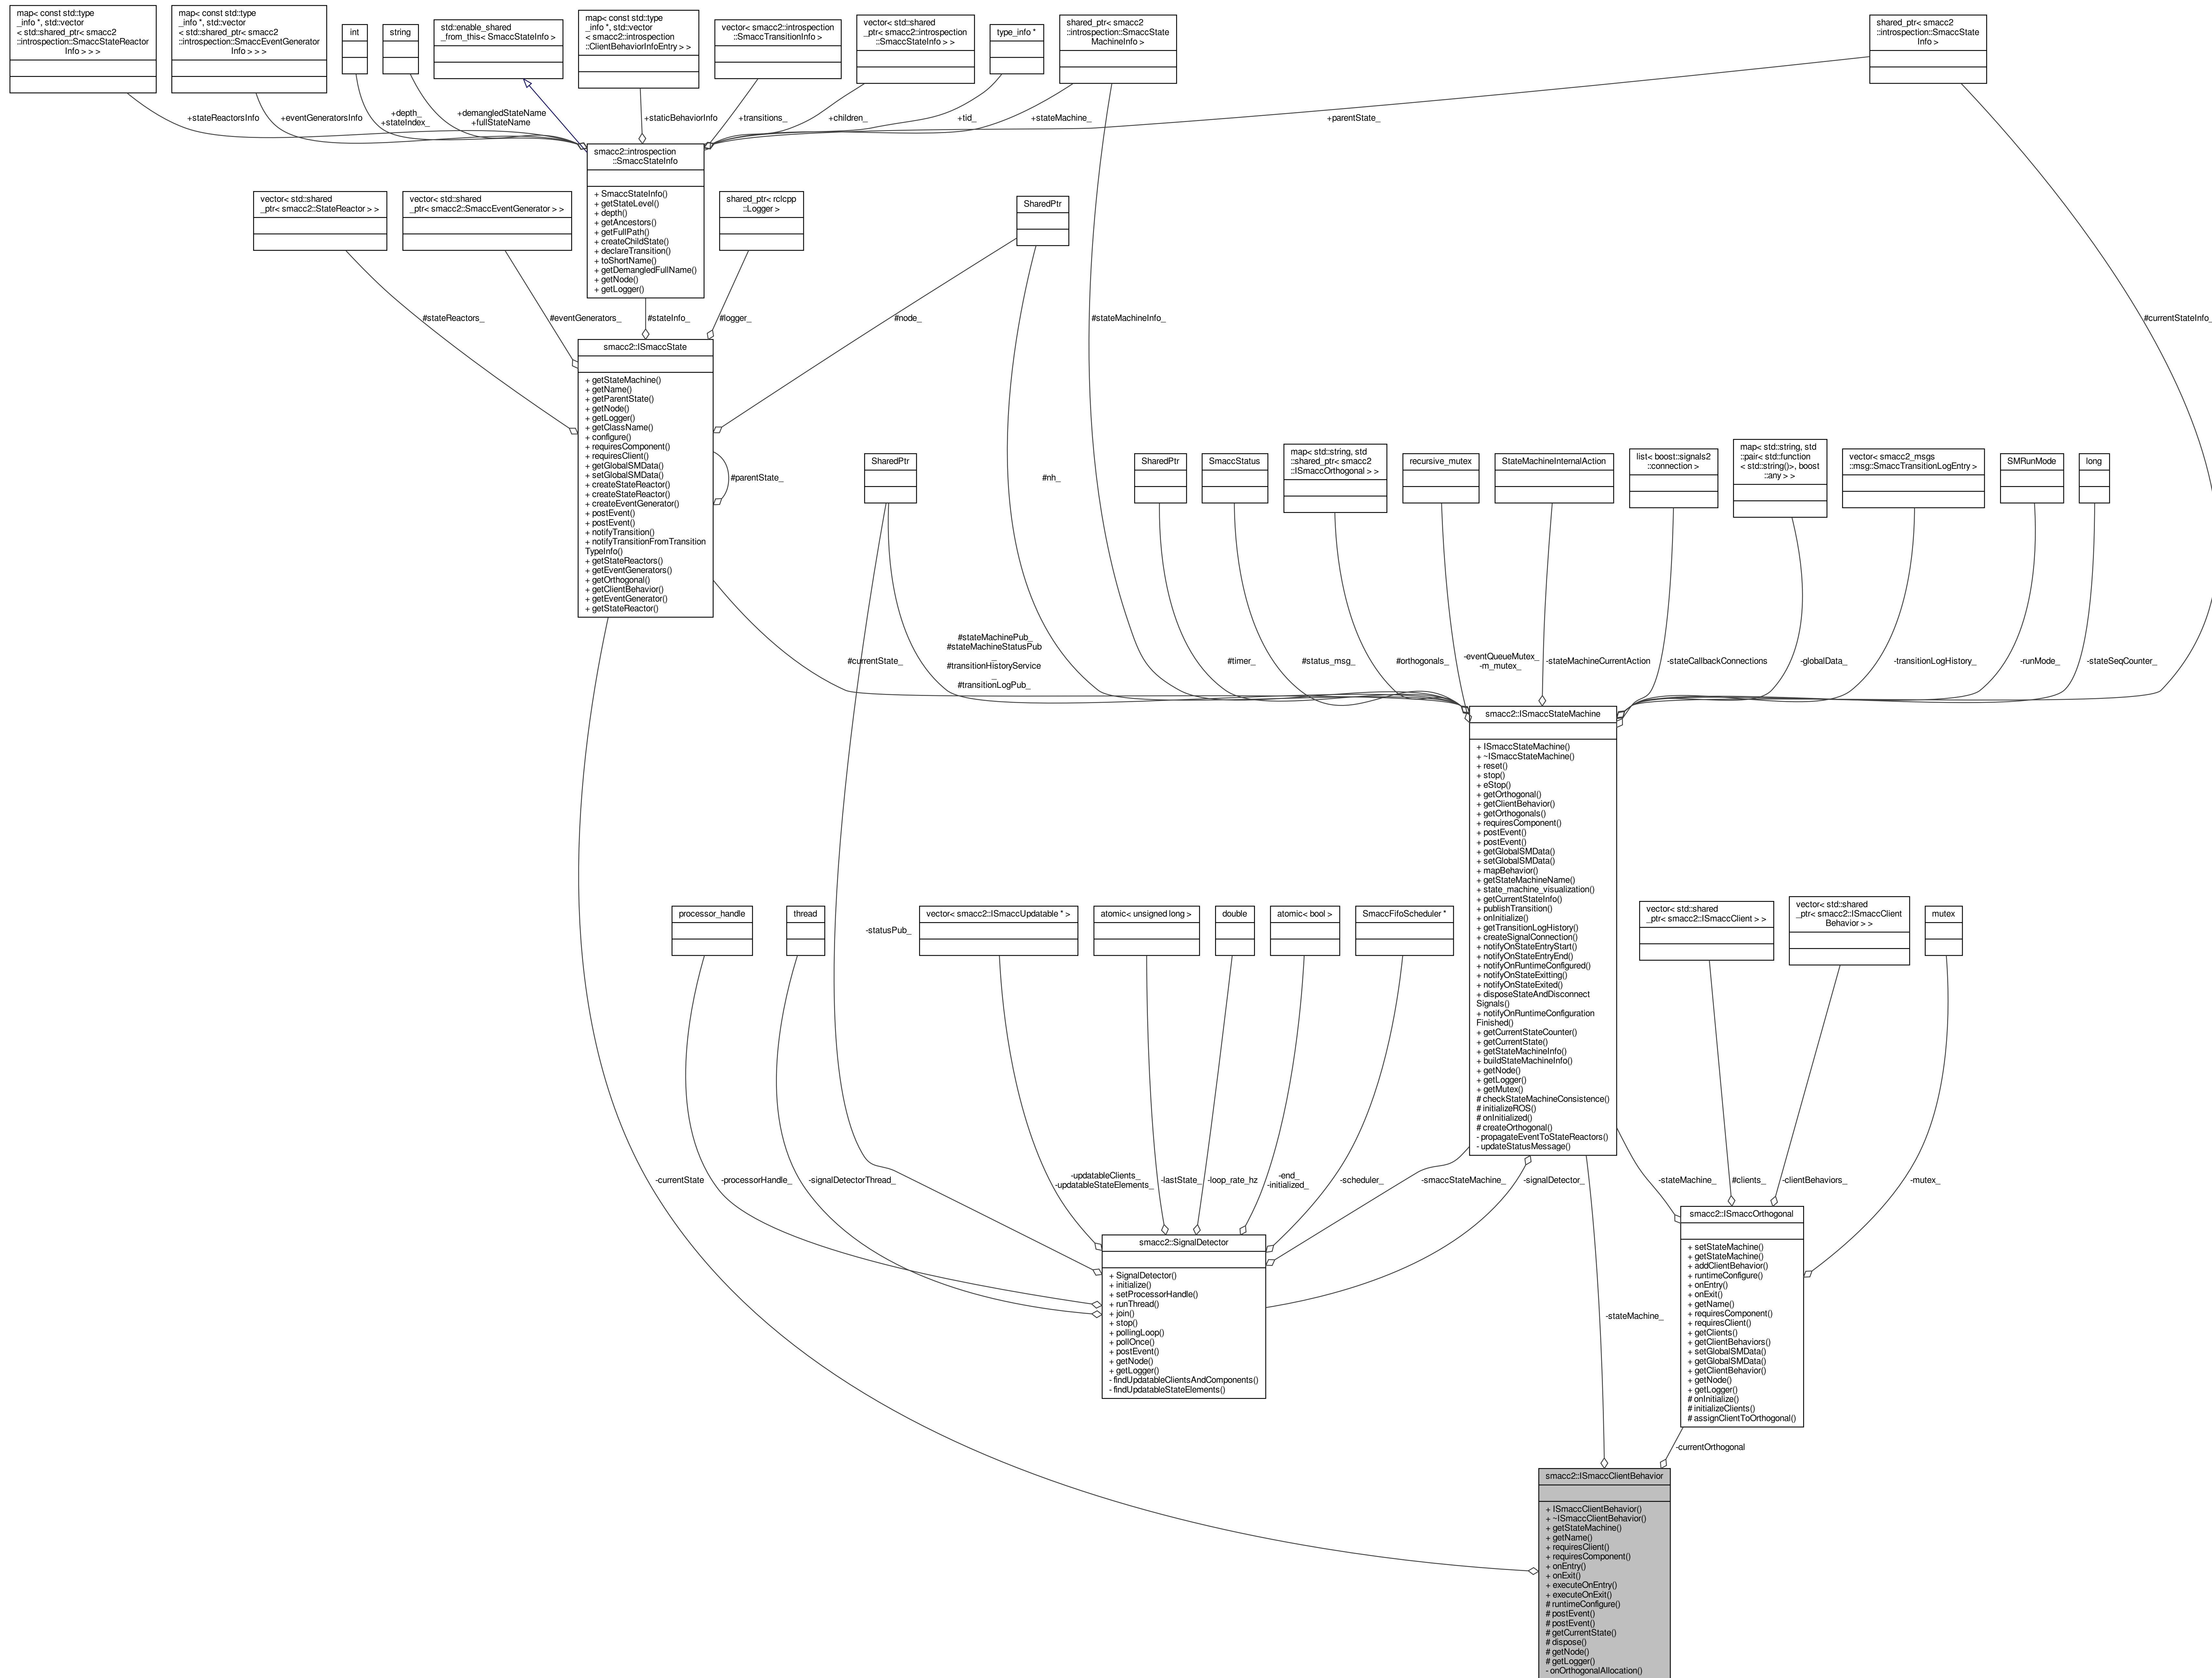 map< const std::type
_info *, std::vector
< std::shared_ptr< smacc2
::introspection::SmaccStateReactor
Info > > >
map< const std::type
_info *, std::vector
< std::shared_ptr< smacc2
::introspection::SmaccEventGenerator
Info > > >
int
string
std::enable_shared
_from_this< SmaccStateInfo >
map< const std::type
_info *, std::vector
< smacc2::introspection
::ClientBehaviorInfoEntry > >
vector< smacc2::introspection
::SmaccTransitionInfo >
vector< std::shared
_ptr< smacc2::introspection
::SmaccStateInfo > >
type_info *
shared_ptr< smacc2
::introspection::SmaccState
MachineInfo >
shared_ptr< smacc2
::introspection::SmaccState
Info >
+stateReactorsInfo
+eventGeneratorsInfo
+depth_
+stateIndex_
+demangledStateName
+fullStateName
+staticBehaviorInfo
+transitions_
+children_
+tid_
+stateMachine_
+parentState_
smacc2::introspection
::SmaccStateInfo
+ SmaccStateInfo()
+ getStateLevel()
+ depth()
+ getAncestors()
+ getFullPath()
+ createChildState()
+ declareTransition()
+ toShortName()
+ getDemangledFullName()
+ getNode()
+ getLogger()
vector< std::shared
_ptr< smacc2::StateReactor > >
vector< std::shared
_ptr< smacc2::SmaccEventGenerator > >
shared_ptr< rclcpp
::Logger >
SharedPtr
#stateReactors_
#eventGenerators_
#stateInfo_
#logger_
#node_
#stateMachineInfo_
#currentStateInfo_
smacc2::ISmaccState
+ getStateMachine()
+ getName()
+ getParentState()
+ getNode()
+ getLogger()
+ getClassName()
+ configure()
+ requiresComponent()
+ requiresClient()
+ getGlobalSMData()
+ setGlobalSMData()
+ createStateReactor()
+ createStateReactor()
+ createEventGenerator()
+ postEvent()
+ postEvent()
+ notifyTransition()
+ notifyTransitionFromTransition
TypeInfo()
+ getStateReactors()
+ getEventGenerators()
+ getOrthogonal()
+ getClientBehavior()
+ getEventGenerator()
+ getStateReactor()
#parentState_
SharedPtr
#nh_
SharedPtr
SmaccStatus
map< std::string, std
::shared_ptr< smacc2
::ISmaccOrthogonal > >
recursive_mutex
StateMachineInternalAction
list< boost::signals2
::connection >
map< std::string, std
::pair< std::function
< std::string()>, boost
::any > >
vector< smacc2_msgs
::msg::SmaccTransitionLogEntry >
SMRunMode
long
#currentState_
#stateMachinePub_
#stateMachineStatusPub
_
#transitionHistoryService
_
#transitionLogPub_
#timer_
#status_msg_
#orthogonals_
-eventQueueMutex_
-m_mutex_
-stateMachineCurrentAction
-stateCallbackConnections
-globalData_
-transitionLogHistory_
-runMode_
-stateSeqCounter_
smacc2::ISmaccStateMachine
+ ISmaccStateMachine()
+ ~ISmaccStateMachine()
+ reset()
+ stop()
+ eStop()
+ getOrthogonal()
+ getClientBehavior()
+ getOrthogonals()
+ requiresComponent()
+ postEvent()
+ postEvent()
+ getGlobalSMData()
+ setGlobalSMData()
+ mapBehavior()
+ getStateMachineName()
+ state_machine_visualization()
+ getCurrentStateInfo()
+ publishTransition()
+ onInitialize()
+ getTransitionLogHistory()
+ createSignalConnection()
+ notifyOnStateEntryStart()
+ notifyOnStateEntryEnd()
+ notifyOnRuntimeConfigured()
+ notifyOnStateExitting()
+ notifyOnStateExited()
+ disposeStateAndDisconnect
Signals()
+ notifyOnRuntimeConfiguration
Finished()
+ getCurrentStateCounter()
+ getCurrentState()
+ getStateMachineInfo()
+ buildStateMachineInfo()
+ getNode()
+ getLogger()
+ getMutex()
# checkStateMachineConsistence()
# initializeROS()
# onInitialized()
# createOrthogonal()
- propagateEventToStateReactors()
- updateStatusMessage()
processor_handle
thread
-statusPub_
vector< smacc2::ISmaccUpdatable * >
atomic< unsigned long >
double
atomic< bool >
SmaccFifoScheduler *
vector< std::shared
_ptr< smacc2::ISmaccClient > >
vector< std::shared
_ptr< smacc2::ISmaccClient
Behavior > >
mutex
-currentState
-processorHandle_
-signalDetectorThread_
-updatableClients_
-updatableStateElements_
-lastState_
-loop_rate_hz
-end_
-initialized_
-scheduler_
-smaccStateMachine_
-signalDetector_
-stateMachine_
#clients_
-clientBehaviors_
-mutex_
smacc2::SignalDetector
+ SignalDetector()
+ initialize()
+ setProcessorHandle()
+ runThread()
+ join()
+ stop()
+ pollingLoop()
+ pollOnce()
+ postEvent()
+ getNode()
+ getLogger()
- findUpdatableClientsAndComponents()
- findUpdatableStateElements()
smacc2::ISmaccOrthogonal
+ setStateMachine()
+ getStateMachine()
+ addClientBehavior()
+ runtimeConfigure()
+ onEntry()
+ onExit()
+ getName()
+ requiresComponent()
+ requiresClient()
+ getClients()
+ getClientBehaviors()
+ setGlobalSMData()
+ getGlobalSMData()
+ getClientBehavior()
+ getNode()
+ getLogger()
# onInitialize()
# initializeClients()
# assignClientToOrthogonal()
-stateMachine_
-currentOrthogonal
smacc2::ISmaccClientBehavior
+ ISmaccClientBehavior()
+ ~ISmaccClientBehavior()
+ getStateMachine()
+ getName()
+ requiresClient()
+ requiresComponent()
+ onEntry()
+ onExit()
+ executeOnEntry()
+ executeOnExit()
# runtimeConfigure()
# postEvent()
# postEvent()
# getCurrentState()
# dispose()
# getNode()
# getLogger()
- onOrthogonalAllocation()